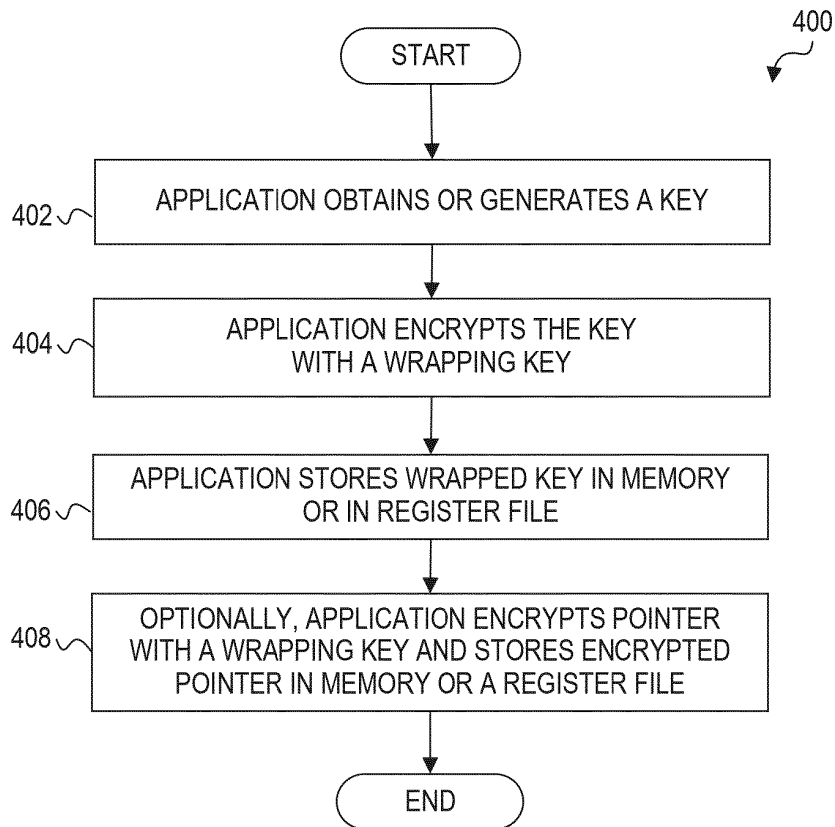 400
START
402
APPLICATION OBTAINS OR GENERATES A KEY
404
APPLICATION ENCRYPTS THE KEY
WITH A WRAPPING KEY
406
APPLICATION STORES WRAPPED KEY IN MEMORY
OR IN REGISTER FILE
408
OPTIONALLY, APPLICATION ENCRYPTS POINTER
WITH A WRAPPING KEY AND STORES ENCRYPTED
POINTER IN MEMORY OR A REGISTER FILE
END